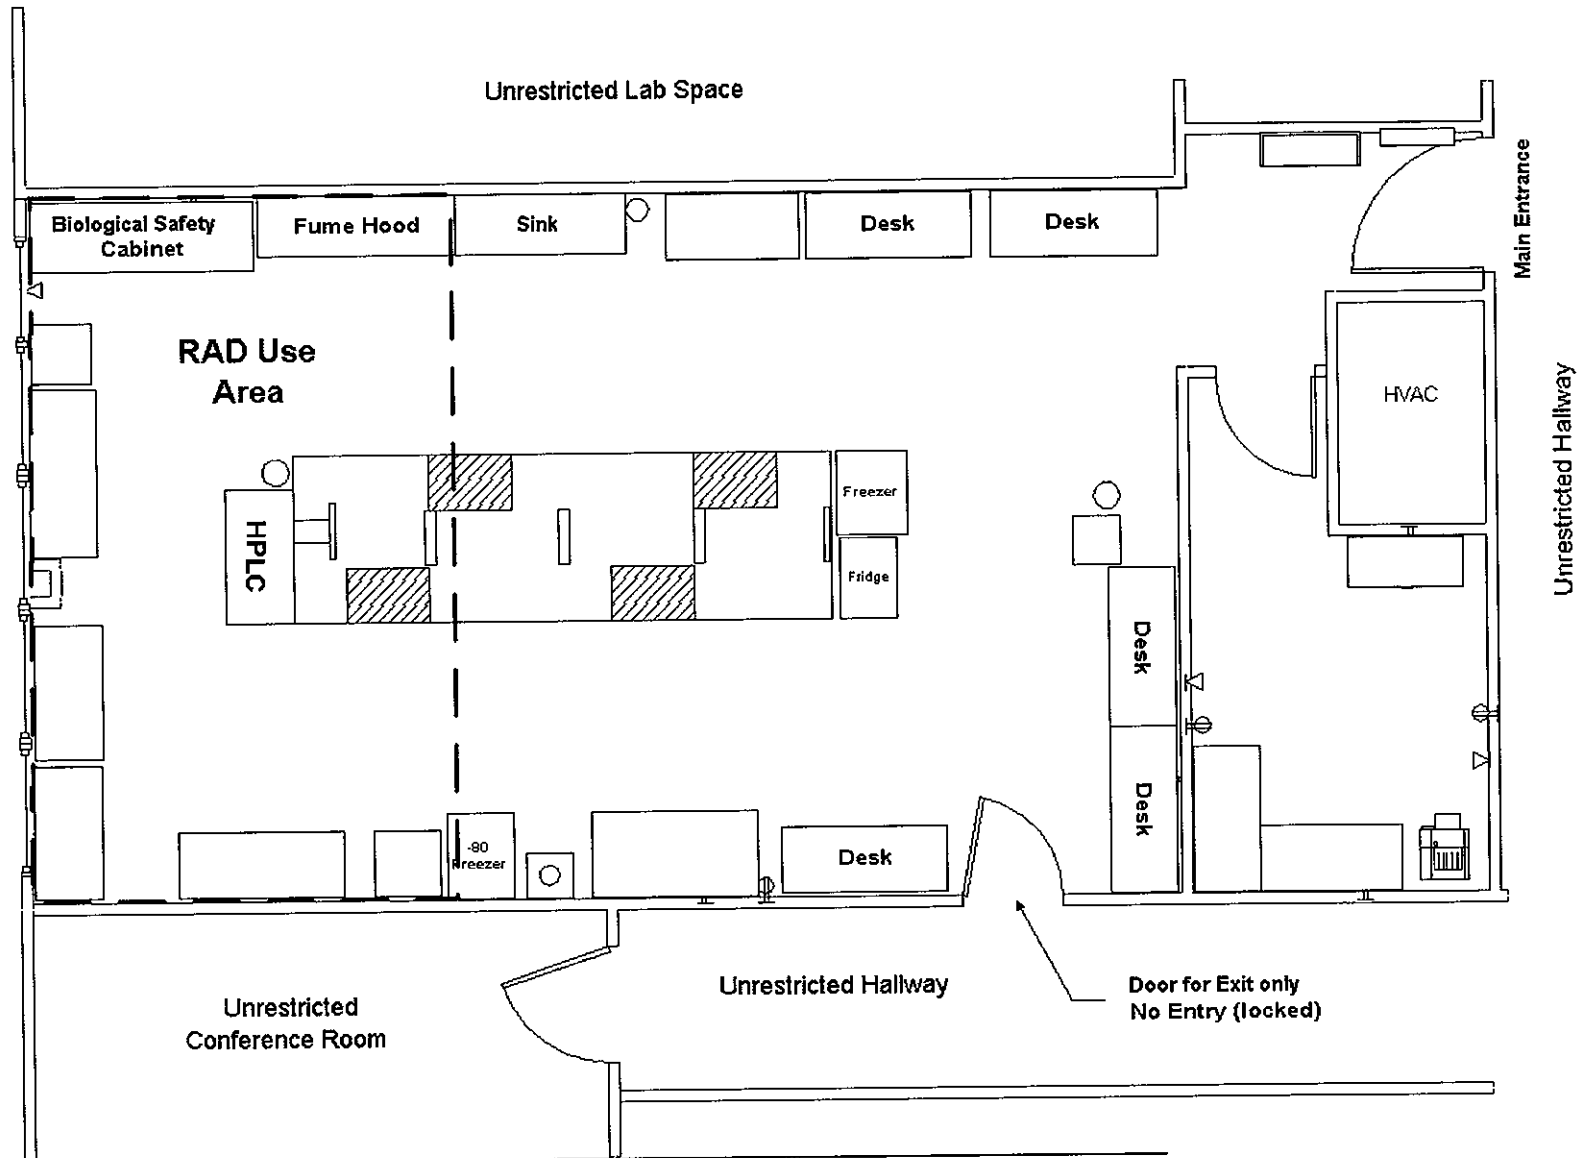 Unrestricted Lab Space
Main Entrance
Biological Safety
Cabinet
Fume Hood
Sink
Desk
Desk
RAD Use
Area
HVAC
Unrestricted Hallway
HPLC
Freezer
Fridge
Desk
Desk
-80
Freezer
Desk
Unrestricted
Conference Room
Unrestricted Hallway
Door for Exit only
No Entry (locked)